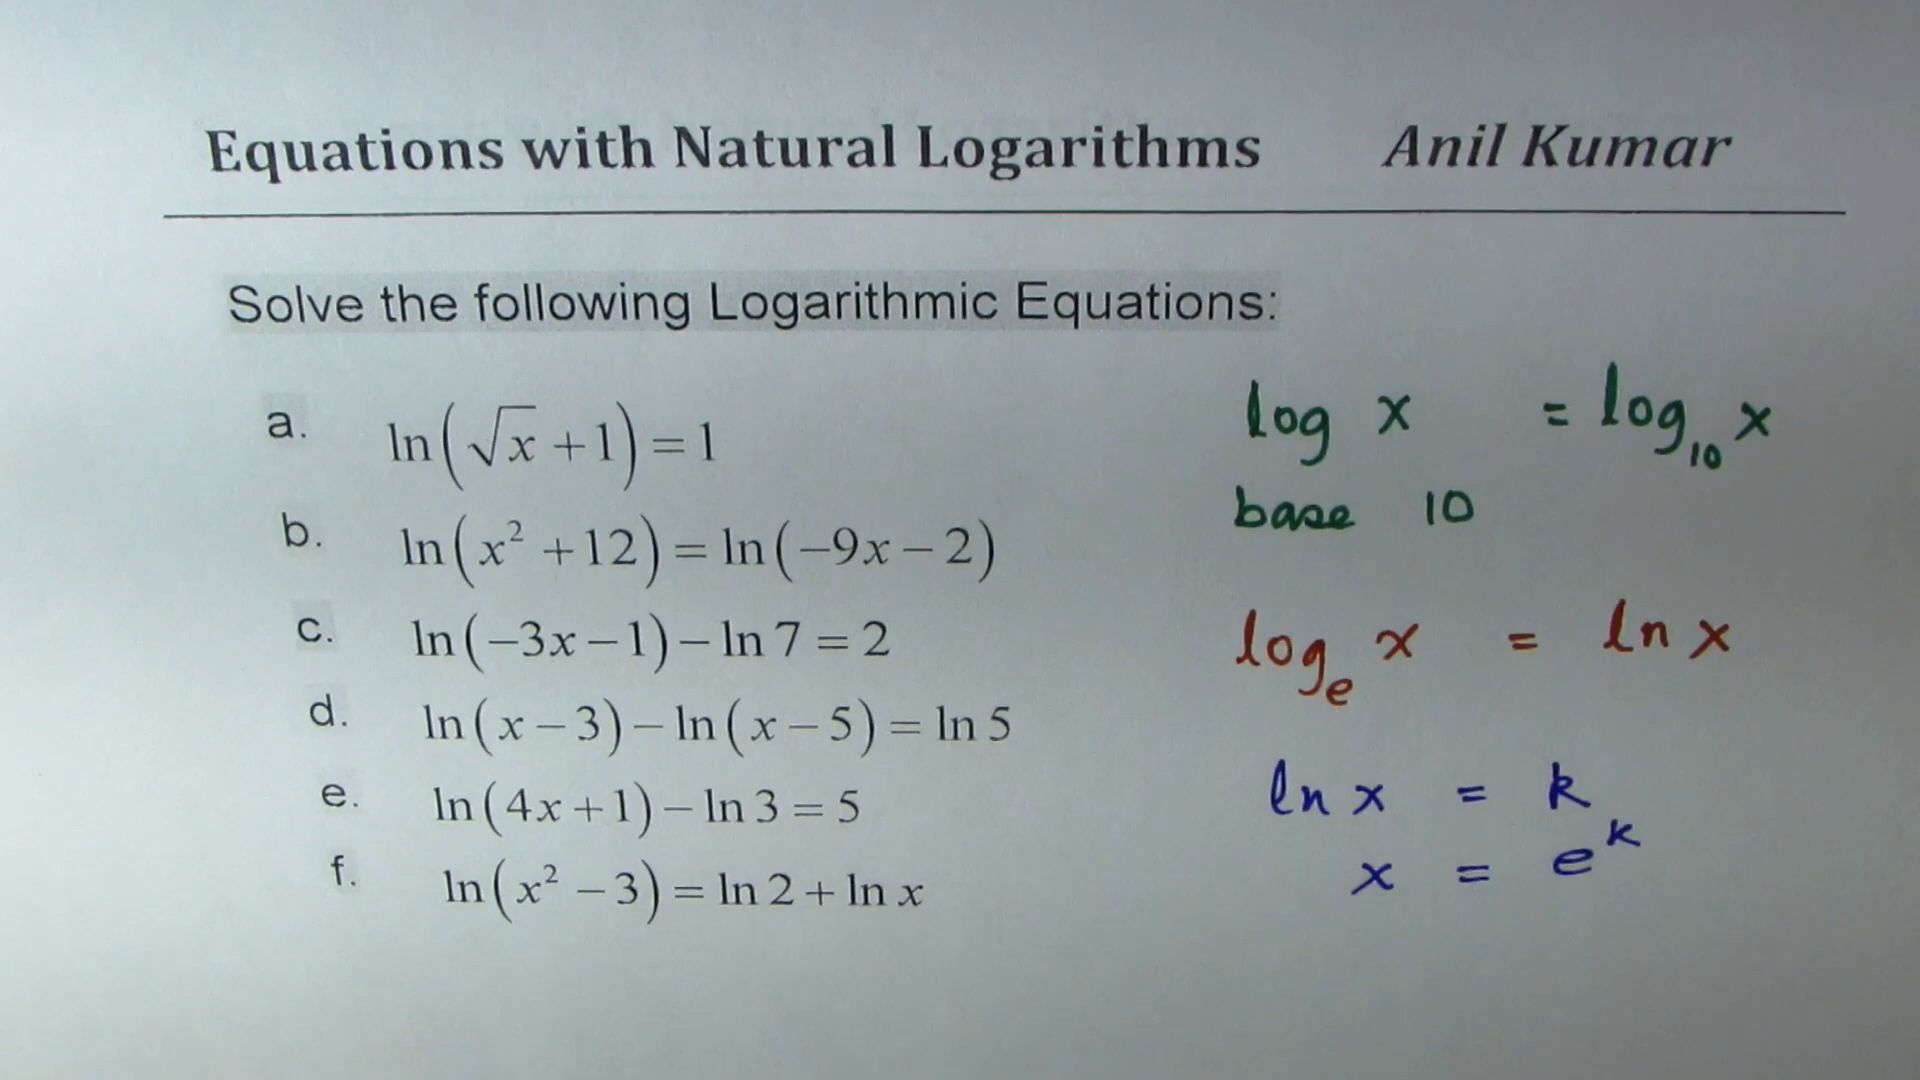 Equations with Natural Logarithms Anil Kumar
Solve the following Logarithmic Equations:
a. ln(√x + 1) = 1
b. ln(x² + 12) = ln(−9x − 2)
c. ln(−3x − 1) − ln 7 = 2
d. ln(x − 3) − ln(x − 5) = ln 5
e. ln(4x + 1) − ln 3 = 5
f. ln(x² − 3) = ln 2 + ln x
log x = log₁₀ x
base 10
logₑ x = ln x
ln x = k
x = eᵏ